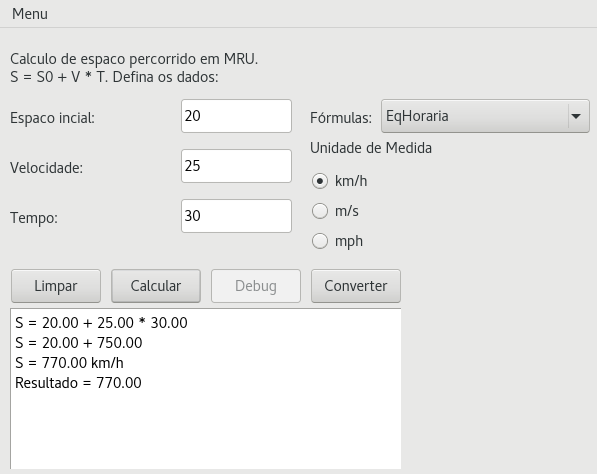 Menu
Calculo de espaco percorrido em MRU.
S = S0 + V * T. Defina os dados:
Espaco incial: 20
Fórmulas: EqHoraria
Unidade de Medida
Velocidade: 25
km/h
Tempo: 30
m/s
mph
Limpar Calcular Debug Converter
S = 20.00 + 25.00 * 30.00
S = 20.00 + 750.00
S = 770.00 km/h
Resultado = 770.00